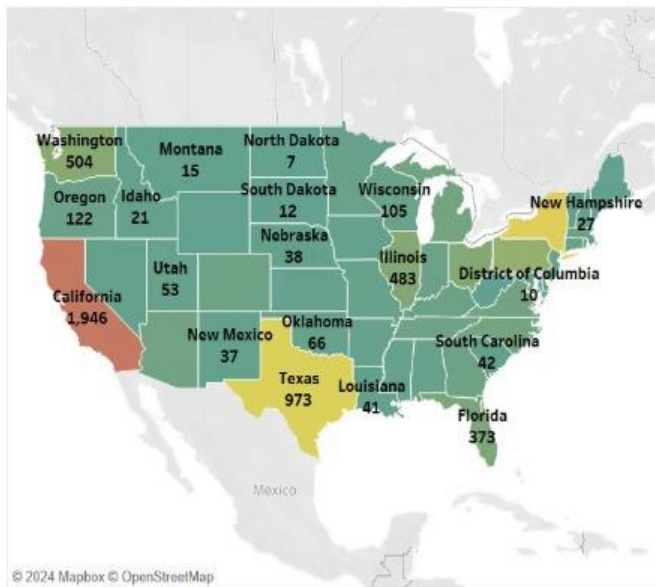 Washington
504
Montana
15
North Dakota
7
Oregon
122
Idaho
21
South Dakota
12
Wisconsin
105
New Hampshire
27
Nebraska
38
Illinois
483
District of Columbia
10
Utah
53
California
1,946
New Mexico
37
Oklahoma
66
South Carolina
42
Texas
973
Louisiana
41
Florida
373
Mexico
© 2024 Mapbox © OpenStreetMap